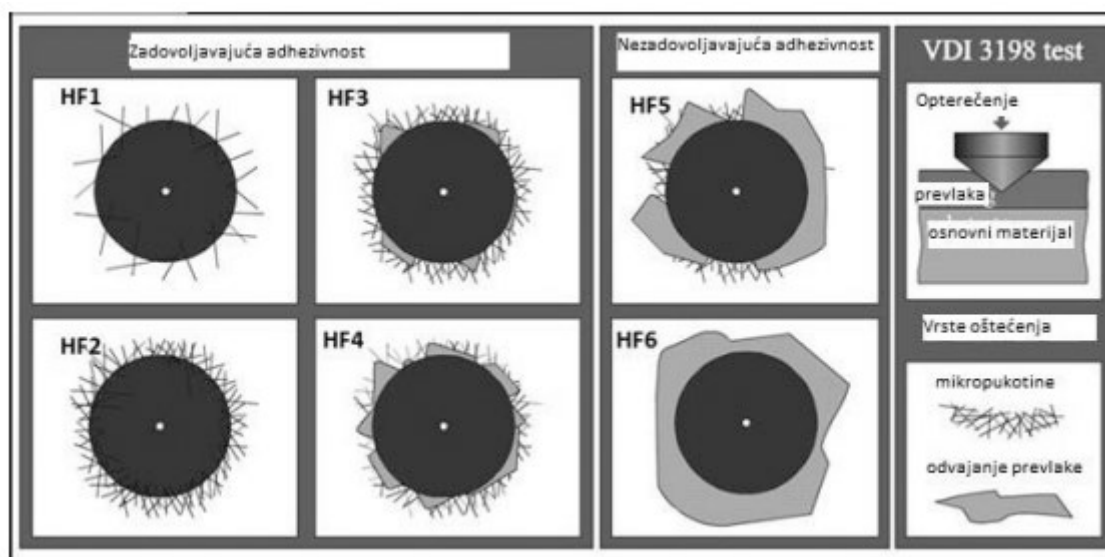 Zadovoljavajuća adhezivnost
HF1
HF3
HF2
HF4
Nezadovoljavajuća adhezivnost
HF5
HF6
VDI 3198 test
Opterečenje
prevlaka
osnovni materijal
Vrste oštećenja
mikropukotine
odvajanje prevlake